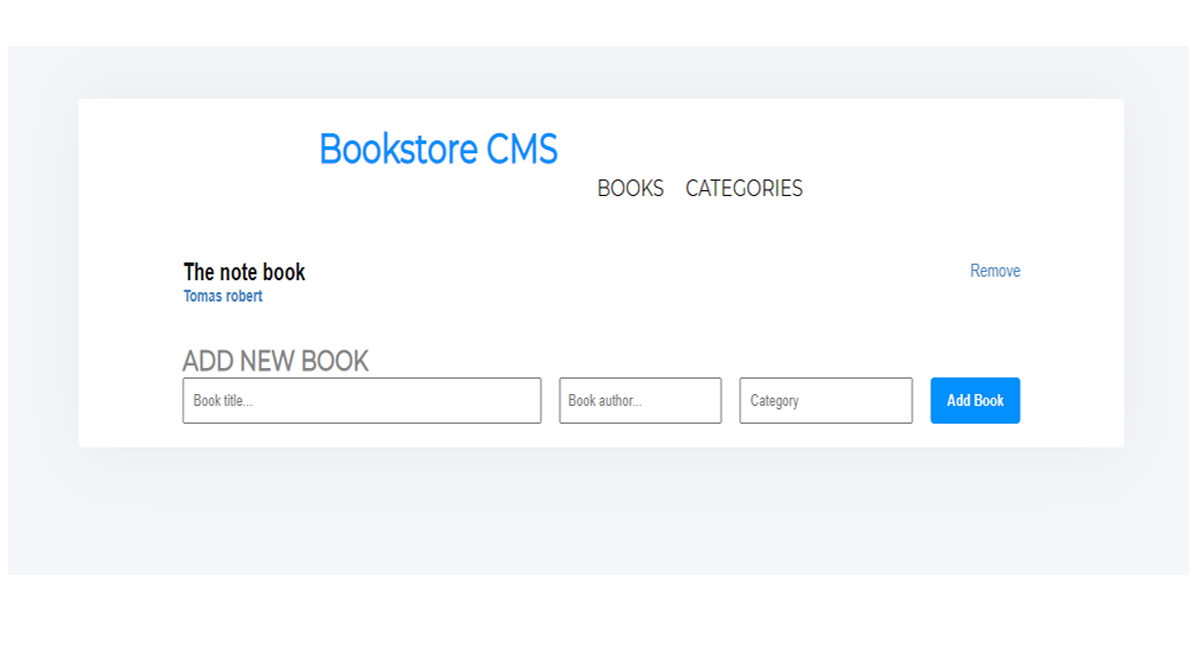 Bookstore CMS
BOOKS CATEGORIES
The note book Remove
Tomas robert
ADD NEW BOOK
Book title... Book author... Category Add Book